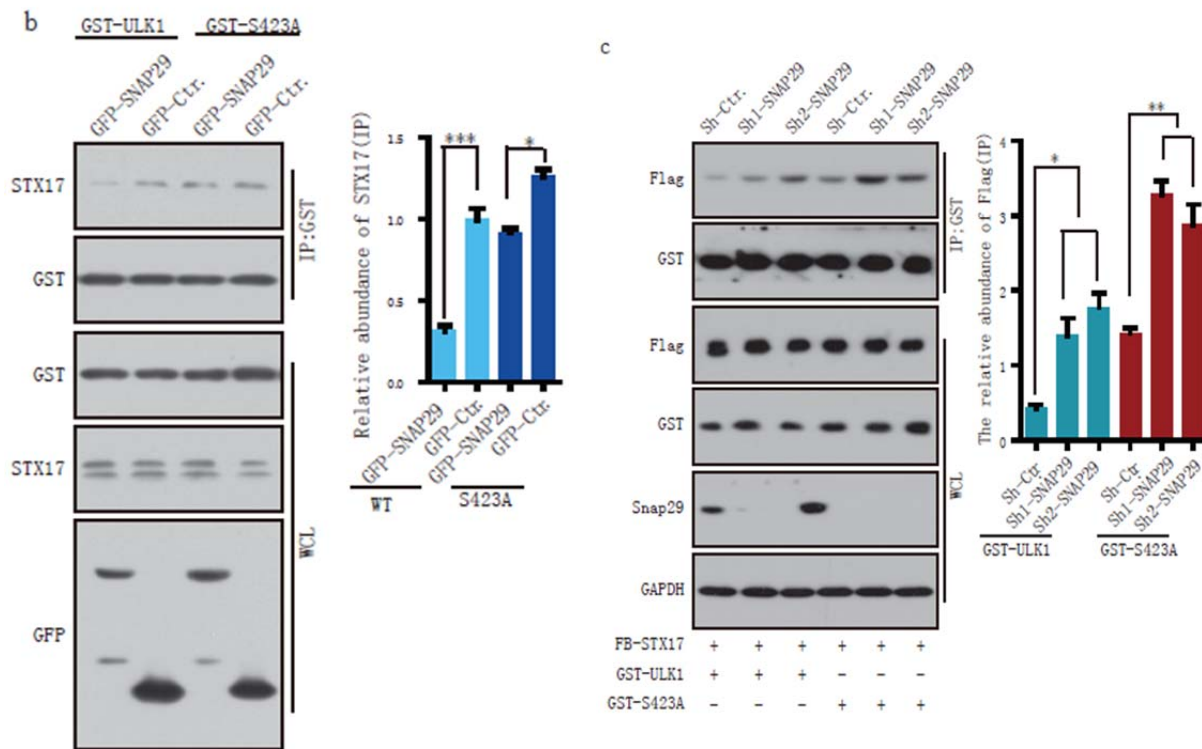 b
GST-ULK1 GST-S423A
GFP-SNAP29
GFP-Ctr.
GFP-SNAP29
GFP-Ctr.
STX17
GST
IP:GST
GST
STX17
GFP
WCL
Relative abundance of STX17(IP)
1.5
1.0
0.5
0.0
***
*
GFP-SNAP29
GFP-Ctr.
GFP-SNAP29
GFP-Ctr.
WT
S423A
c
Sh-Ctr.
Sh1-SNAP29
Sh2-SNAP29
Sh-Ctr.
Sh1-SNAP29
Sh2-SNAP29
Flag
GST
IP:GST
Flag
GST
Snap29
GAPDH
WCL
FB-STX17 + + + + + +
GST-ULK1 + + + - - -
GST-S423A - - - + + +
The relative abundance of Flag(IP)
4
3
2
1
0
*
**
Sh-Ctr
Sh1-SNAP29
Sh2-SNAP29
Sh-Ctr
Sh1-SNAP29
Sh2-SNAP29
GST-ULK1
GST-S423A